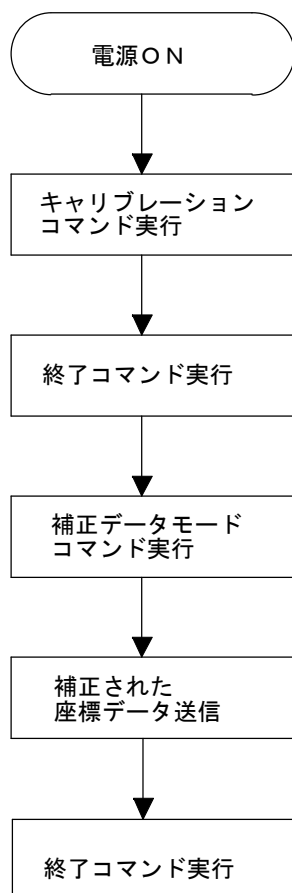 電源ＯＮ
キャリブレーション
コマンド実行
終了コマンド実行
補正データモード
コマンド実行
補正された
座標データ送信
終了コマンド実行